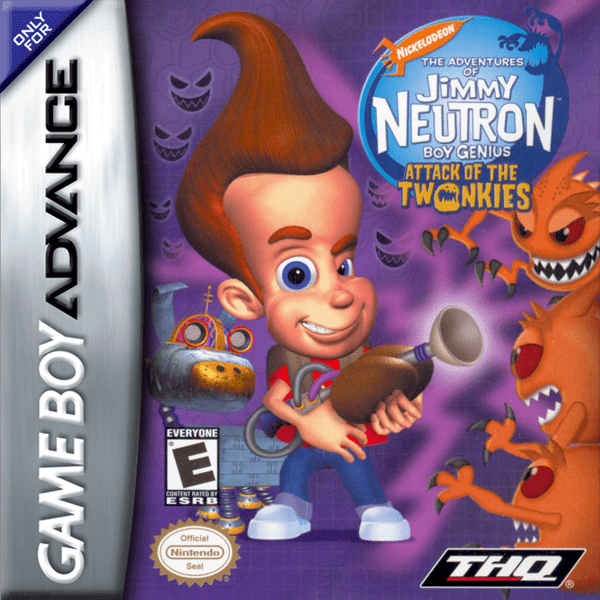 ONLY
FOR
GAME BOY ADVANCE
NICKELODEON
THE ADVENTURES
OF
JIMMY
NEUTRON
BOY GENIUS
ATTACK OF THE
TWONKIES
EVERYONE
E
CONTENT RATED BY
ESRB
Official
Nintendo
Seal
THQ